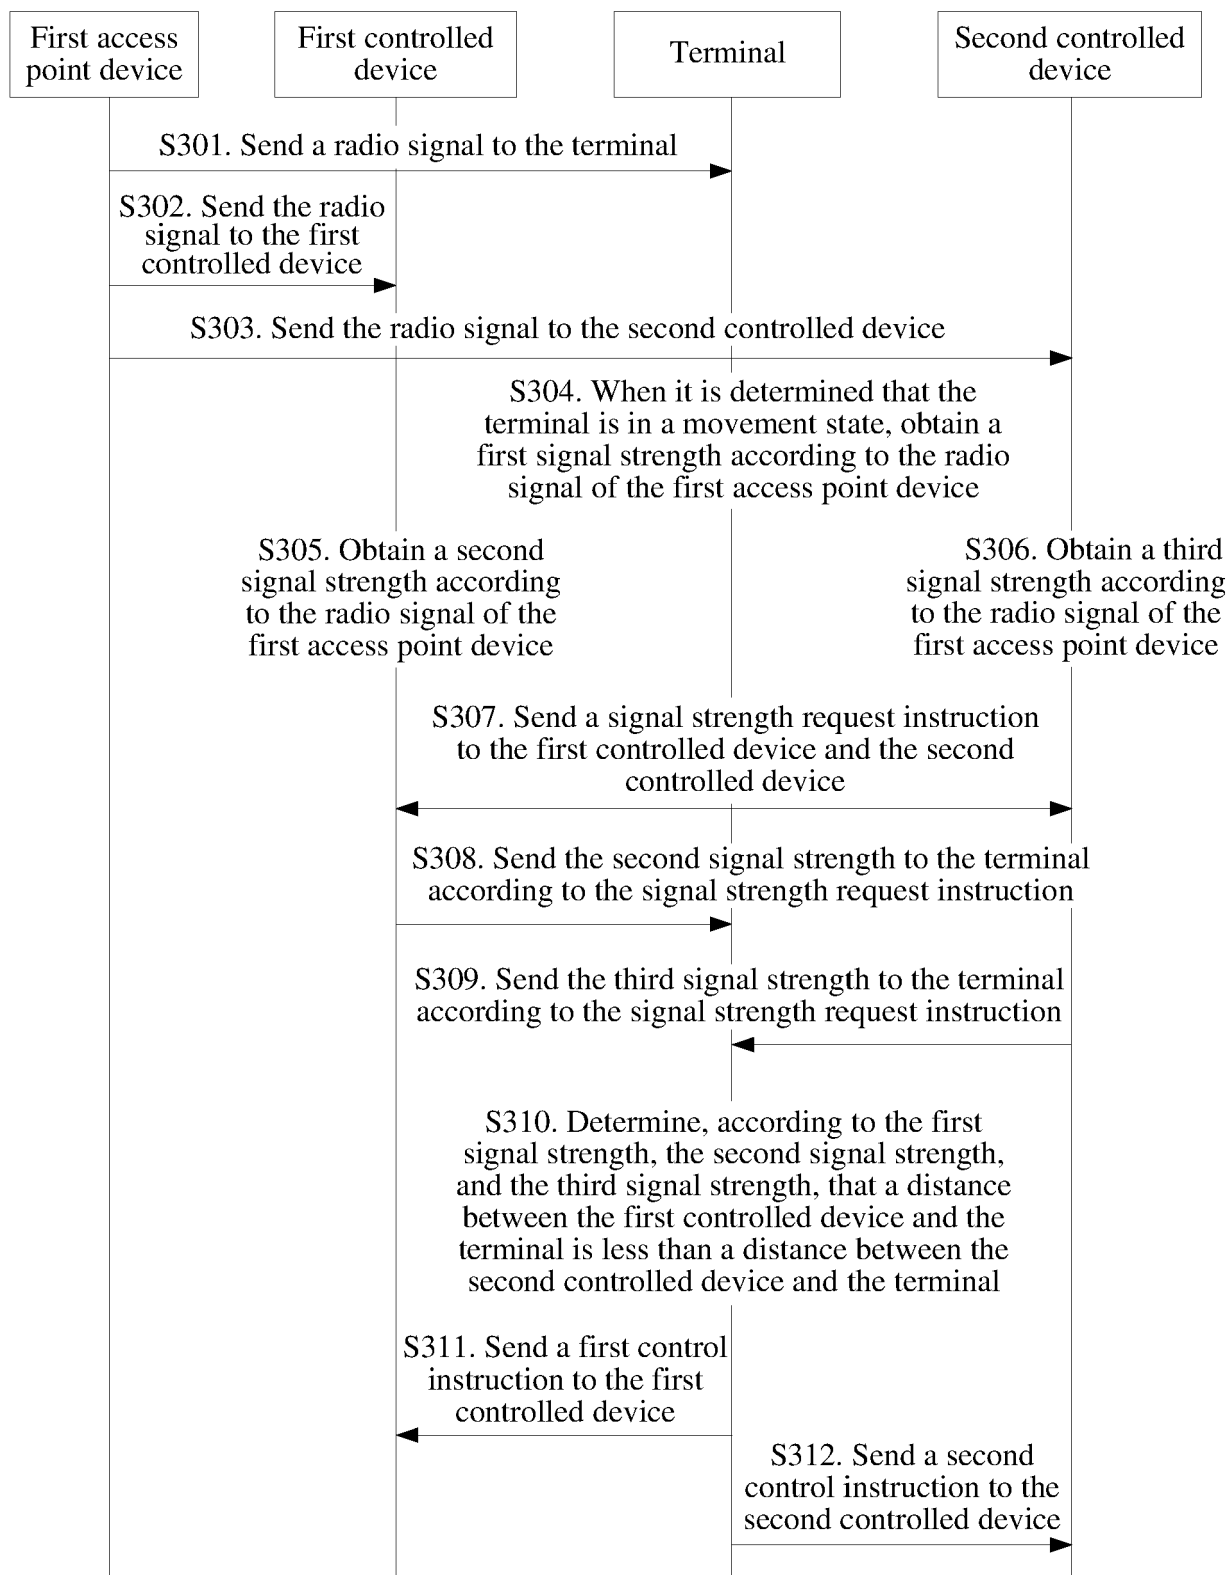 First access
point device
First controlled
device
Terminal
Second controlled
device
S301. Send a radio signal to the terminal
S302. Send the radio
signal to the first
controlled device
S303. Send the radio signal to the second controlled device
S304. When it is determined that the
terminal is in a movement state, obtain a
first signal strength according to the radio
signal of the first access point device
S305. Obtain a second
signal strength according
to the radio signal of the
first access point device
S306. Obtain a third
signal strength according
to the radio signal of the
first access point device
S307. Send a signal strength request instruction
to the first controlled device and the second
controlled device
S308. Send the second signal strength to the terminal
according to the signal strength request instruction
S309. Send the third signal strength to the terminal
according to the signal strength request instruction
S310. Determine, according to the first
signal strength, the second signal strength,
and the third signal strength, that a distance
between the first controlled device and the
terminal is less than a distance between the
second controlled device and the terminal
S311. Send a first control
instruction to the first
controlled device
S312. Send a second
control instruction to the
second controlled device